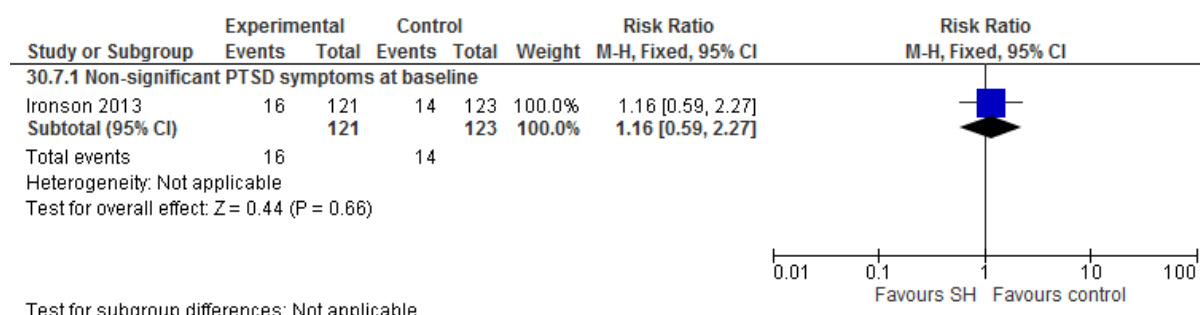 Experimental Control Risk Ratio Risk Ratio
Study or Subgroup Events Total Events Total Weight M-H, Fixed, 95% CI M-H, Fixed, 95% CI
30.7.1 Non-significant PTSD symptoms at baseline
Ironson 2013 16 121 14 123 100.0% 1.16 [0.59, 2.27]
Subtotal (95% CI) 121 123 100.0% 1.16 [0.59, 2.27]
Total events 16 14
Heterogeneity: Not applicable
Test for overall effect: Z = 0.44 (P = 0.66)
0.01 0.1 1 10 100
Favours SH Favours control
Test for subgroup differences: Not applicable